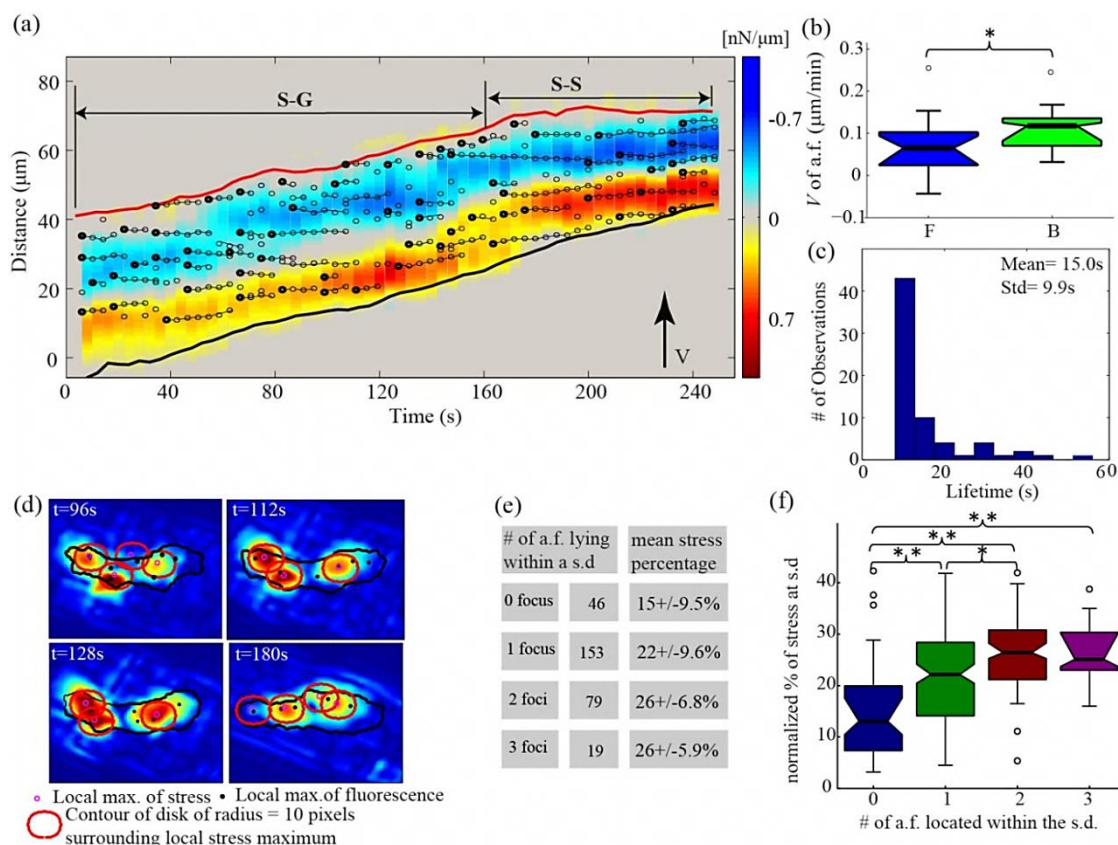 (a)
[nN/μm]
80
60
40
20
0
Distance (μm)
S-G
S-S
V
0
40
80
120
160
200
240
Time (s)
-0.7
0
0.7
(b)
*
0.3
0.2
0.1
0
−0.1
V of a.f. (μm/min)
F
B
(c)
Mean= 15.0s
Std= 9.9s
40
30
20
10
0
# of Observations
0
20
40
60
Lifetime (s)
(d)
t=96s
t=112s
t=128s
t=180s
Local max. of stress
Local max.of fluorescence
Contour of disk of radius = 10 pixels
surrounding local stress maximum
(e)
# of a.f. lying
within a s.d
mean stress
percentage
0 focus
46
15+/-9.5%
1 focus
153
22+/-9.6%
2 foci
79
26+/-6.8%
3 foci
19
26+/-5.9%
(f)
**
**
**
*
40
30
20
10
0
normalized % of stress at s.d
0
1
2
3
# of a.f. located within the s.d.